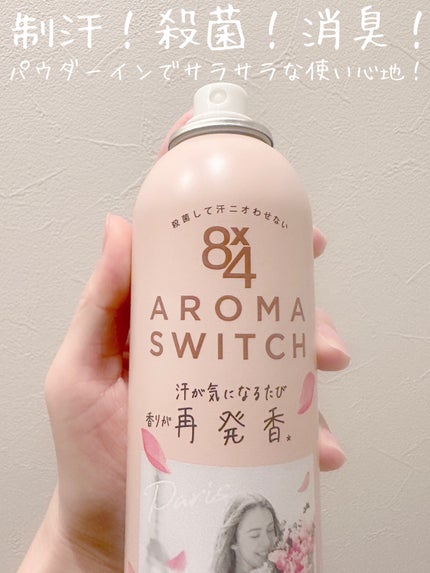 制汗！殺菌！消臭！
パウダーインでサラサラな使い心地！
殺菌して汗ニオわせない
8x4
AROMA
SWITCH
汗が気になるたび
香りが再発香*
Paris